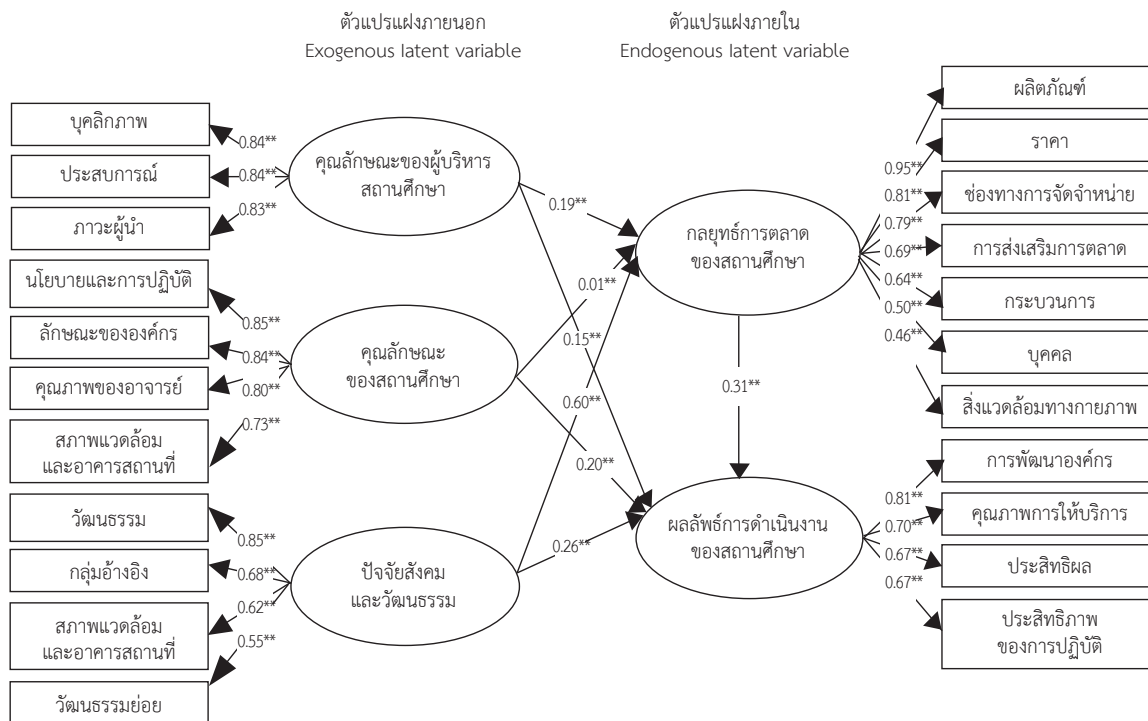 ตัวแปรแฝงภายนอก
Exogenous latent variable
ตัวแปรแฝงภายใน
Endogenous latent variable
บุคลิกภาพ
ประสบการณ์
ภาวะผู้นำ
นโยบายและการปฏิบัติ
ลักษณะขององค์กร
คุณภาพของอาจารย์
สภาพแวดล้อม
และอาคารสถานที่
วัฒนธรรม
กลุ่มอ้างอิง
สภาพแวดล้อม
และอาคารสถานที่
วัฒนธรรมย่อย
0.84**
0.84**
0.83**
0.85**
0.84**
0.80**
0.73**
0.85**
0.68**
0.62**
0.55**
คุณลักษณะของผู้บริหาร
สถานศึกษา
คุณลักษณะ
ของสถานศึกษา
ปัจจัยสังคม
และวัฒนธรรม
0.19**
0.01**
0.15**
0.60**
0.20**
0.26**
กลยุทธ์การตลาด
ของสถานศึกษา
0.31**
ผลลัพธ์การดำเนินงาน
ของสถานศึกษา
0.95**
0.81**
0.79**
0.69**
0.64**
0.50**
0.46**
0.81**
0.70**
0.67**
0.67**
ผลิตภัณฑ์
ราคา
ช่องทางการจัดจำหน่าย
การส่งเสริมการตลาด
กระบวนการ
บุคคล
สิ่งแวดล้อมทางกายภาพ
การพัฒนาองค์กร
คุณภาพการให้บริการ
ประสิทธิผล
ประสิทธิภาพ
ของการปฏิบัติ